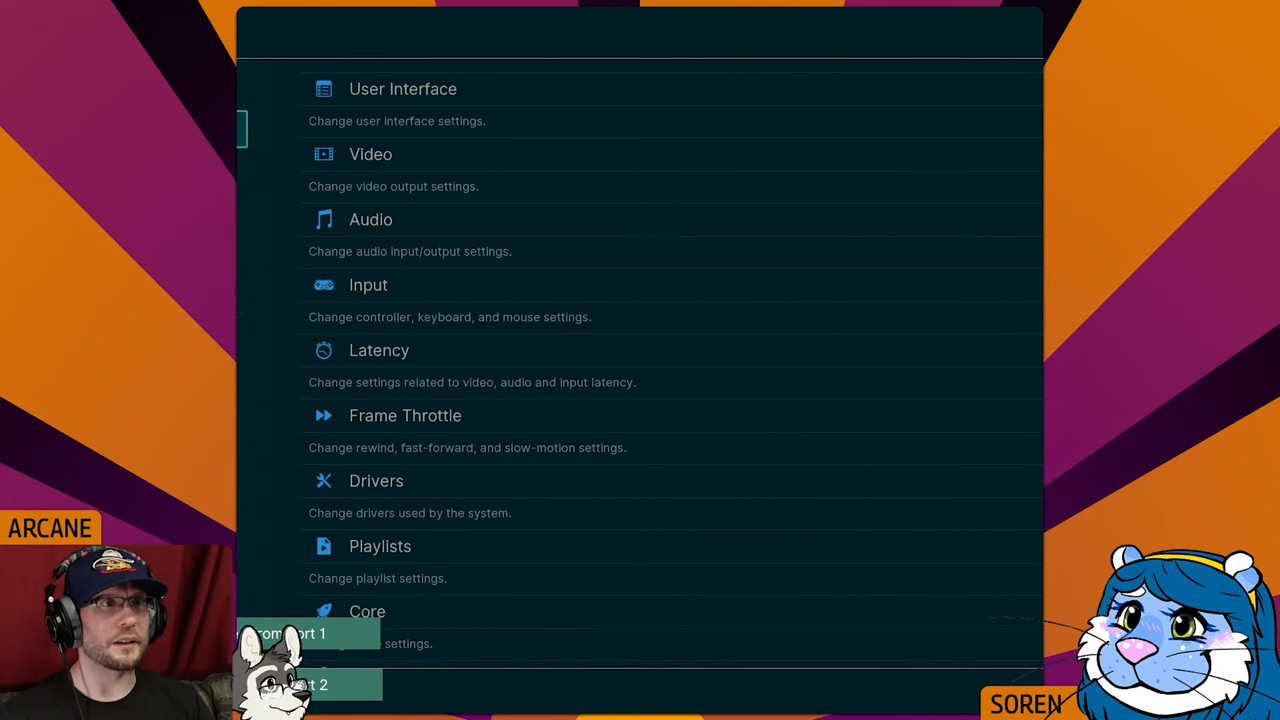 User Interface
Change user interface settings.
Video
Change video output settings.
Audio
Change audio input/output settings.
Input
Change controller, keyboard, and mouse settings.
Latency
Change settings related to video, audio and input latency.
Frame Throttle
Change rewind, fast-forward, and slow-motion settings.
Drivers
Change drivers used by the system.
Playlists
Change playlist settings.
Core
settings.
1
2
ARCANE
SOREN